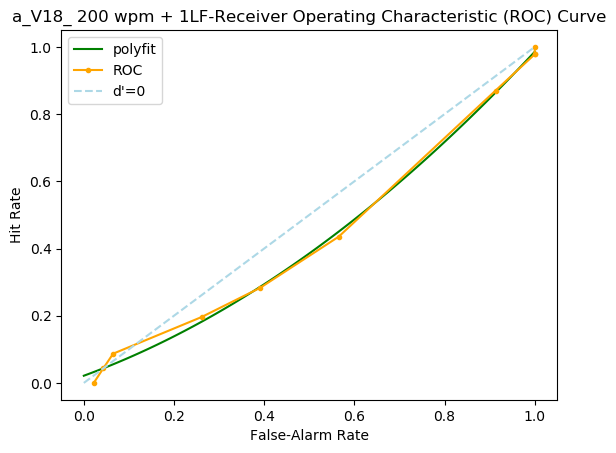 a_V18_ 200 wpm + 1LF-Receiver Operating Characteristic (ROC) Curve
polyfit
ROC
d'=0
1.0
0.8
0.6
0.4
0.2
0.0
Hit Rate
0.0 0.2 0.4 0.6 0.8 1.0
False-Alarm Rate